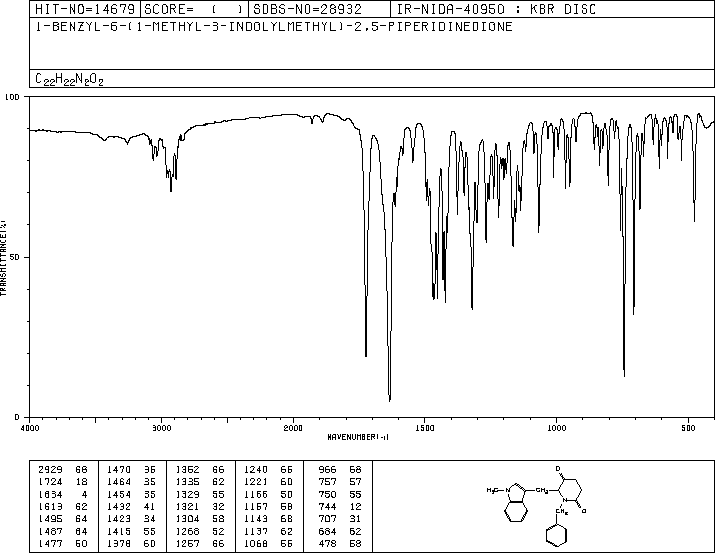 HIT-NO=14679 SCORE= ( ) SDBS-NO=28932 IR-NIDA-40950 : KBR DISC
1-BENZYL-6-(1-METHYL-3-INDOLYLMETHYL)-2,5-PIPERIDINEDIONE
C22H22N2O2
100
50
0
TRANSMITTANCE(%)
4000 3000 2000 1500 1000 500
WAVENUMBER(-1)
2929 68 1470 36 1352 66 1240 66 966 68
1724 18 1464 35 1335 62 1221 60 757 57
1634 4 1454 35 1329 55 1166 50 750 55
1613 62 1432 41 1321 32 1157 58 744 12
1495 64 1423 34 1304 58 1143 68 707 31
1487 64 1415 55 1268 52 1137 62 684 62
1477 50 1378 60 1257 66 1068 55 478 58
O
H3C N CH2 N O
CH2